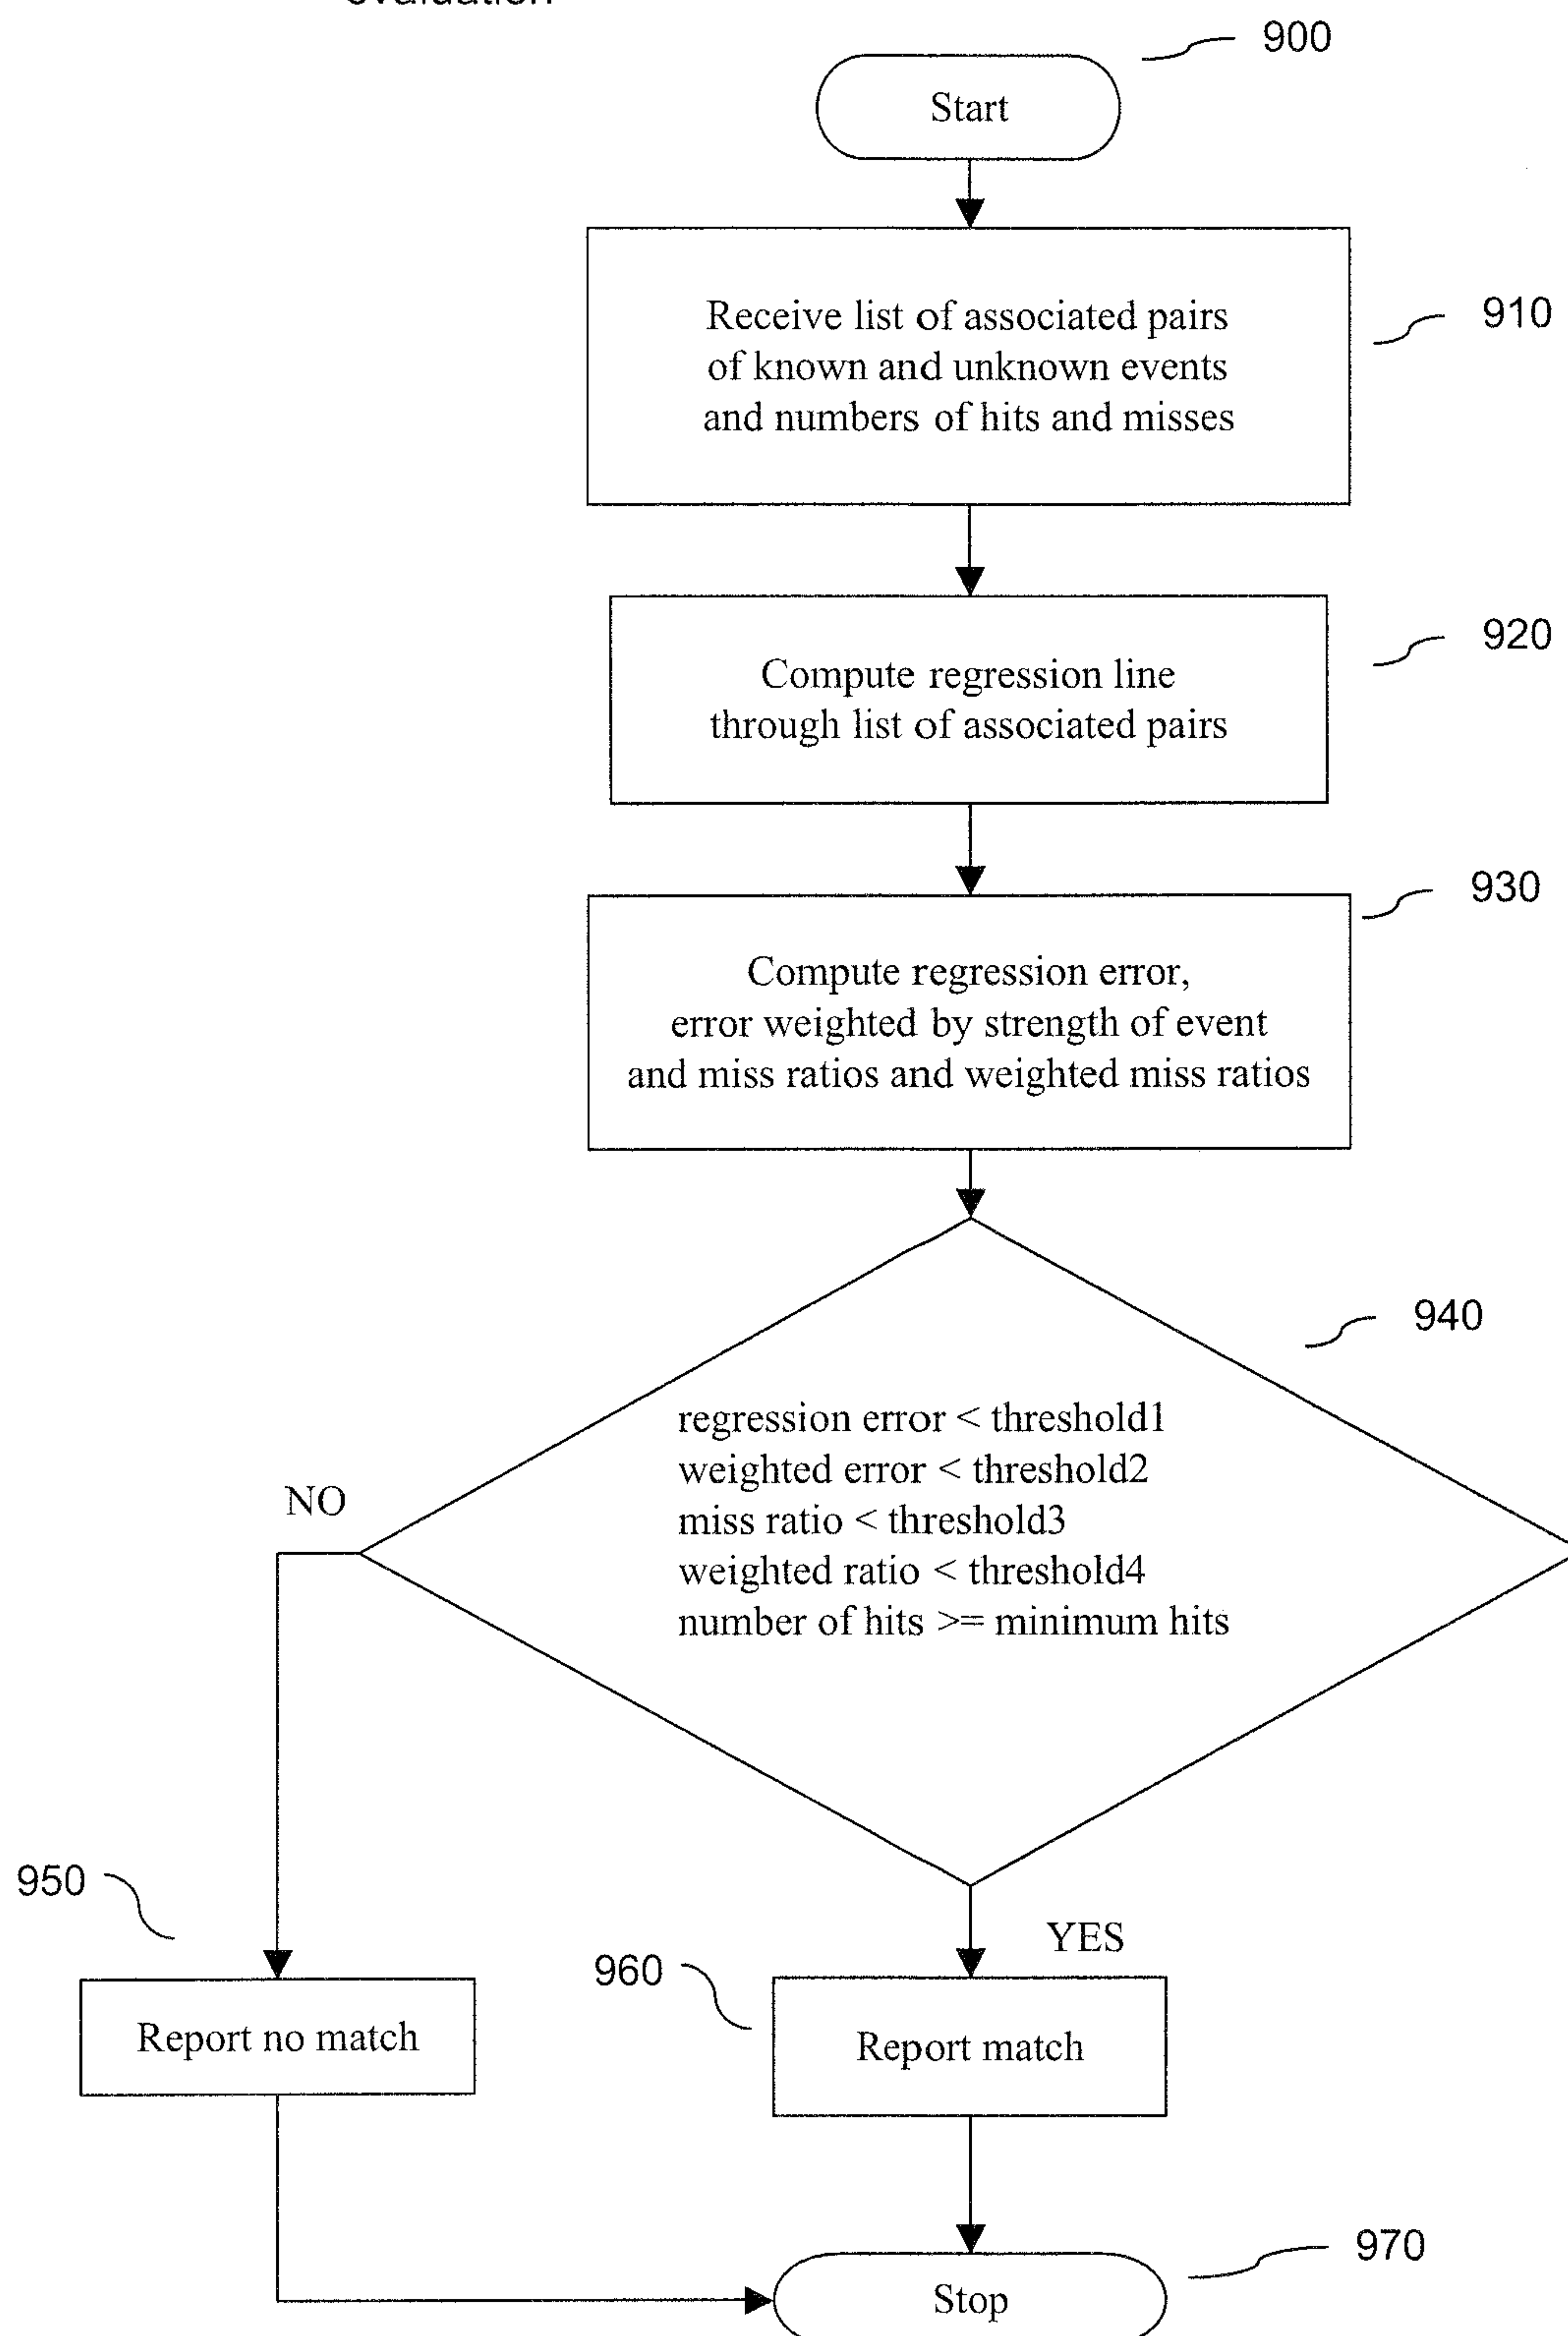 evaluation
900
Start
Receive list of associated pairs
of known and unknown events
and numbers of hits and misses
910
Compute regression line
through list of associated pairs
920
Compute regression error,
error weighted by strength of event
and miss ratios and weighted miss ratios
930
940
regression error < threshold1
weighted error < threshold2
miss ratio < threshold3
weighted ratio < threshold4
number of hits >= minimum hits
NO
YES
950
Report no match
960
Report match
970
Stop